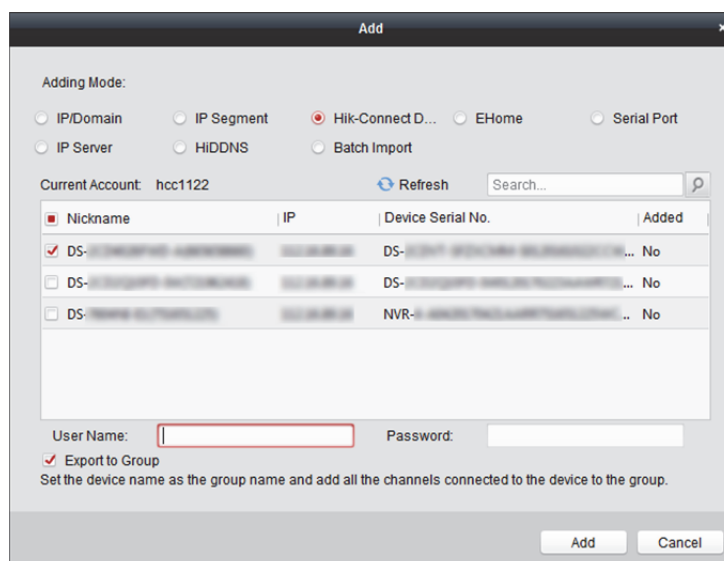 Add
Adding Mode:
IP/Domain IP Segment Hik-Connect D... EHome Serial Port
IP Server HiDDNS Batch Import
Current Account: hcc1122 Refresh Search...
Nickname IP Device Serial No. Added
DS- DS- ... No
DS- DS- ... No
DS- NVR- ... No
User Name: Password:
Export to Group
Set the device name as the group name and add all the channels connected to the device to the group.
Add Cancel